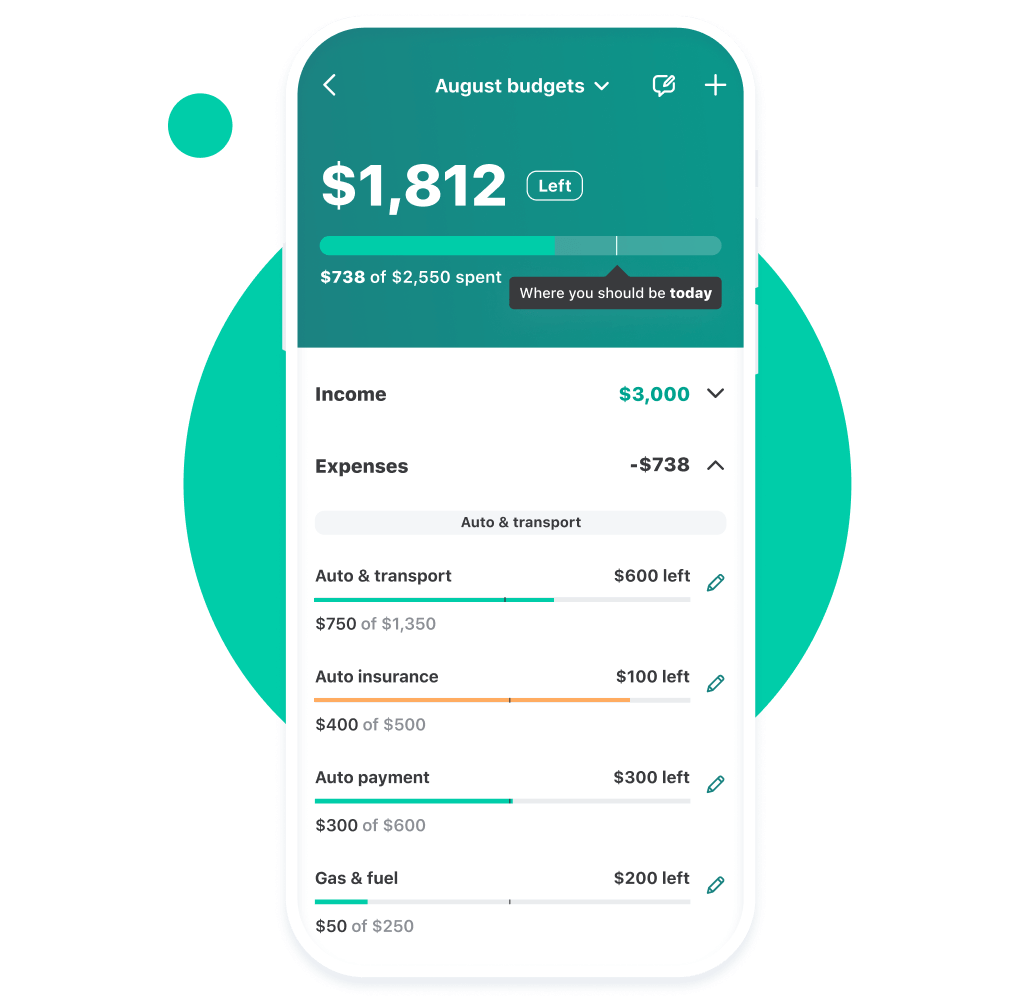 August budgets
$1,812 Left
$738 of $2,550 spent
Where you should be today
Income $3,000
Expenses -$738
Auto & transport
Auto & transport $600 left
$750 of $1,350
Auto insurance $100 left
$400 of $500
Auto payment $300 left
$300 of $600
Gas & fuel $200 left
$50 of $250